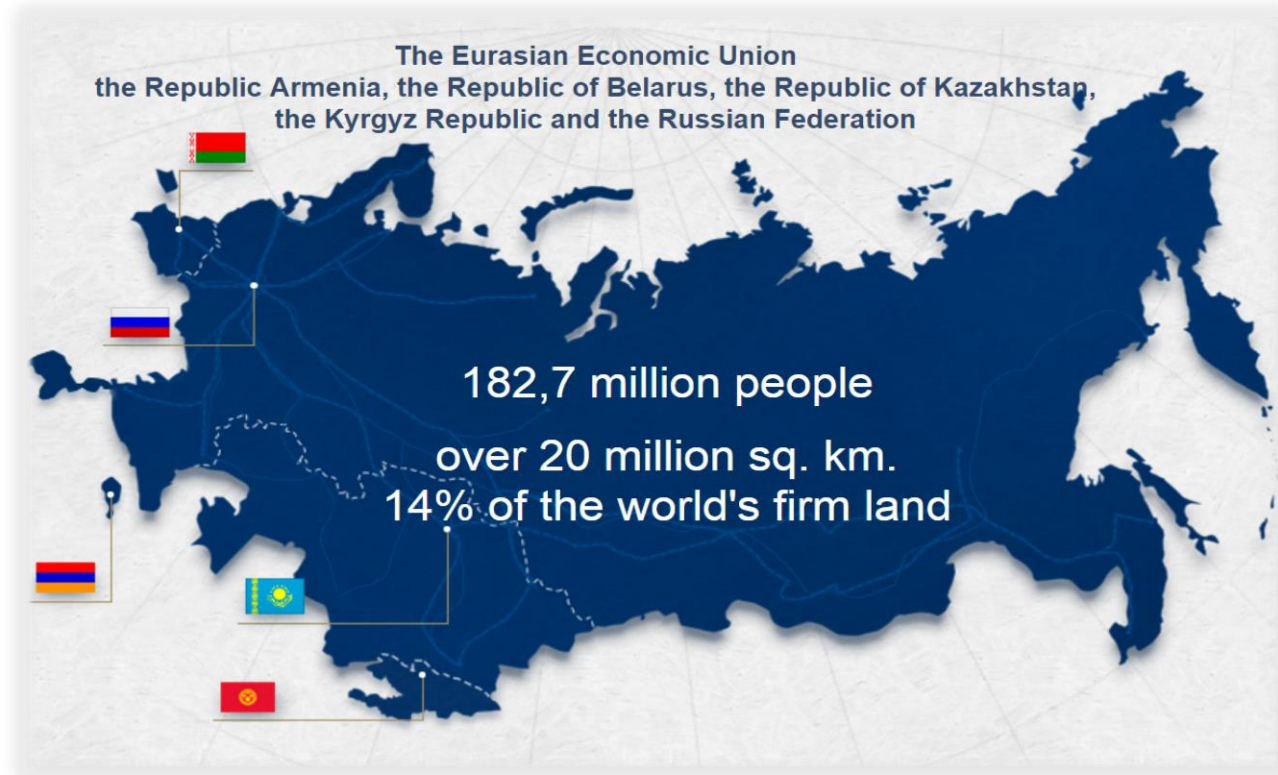 The Eurasian Economic Union
the Republic Armenia, the Republic of Belarus, the Republic of Kazakhstan,
the Kyrgyz Republic and the Russian Federation
182,7 million people
over 20 million sq. km.
14% of the world's firm land